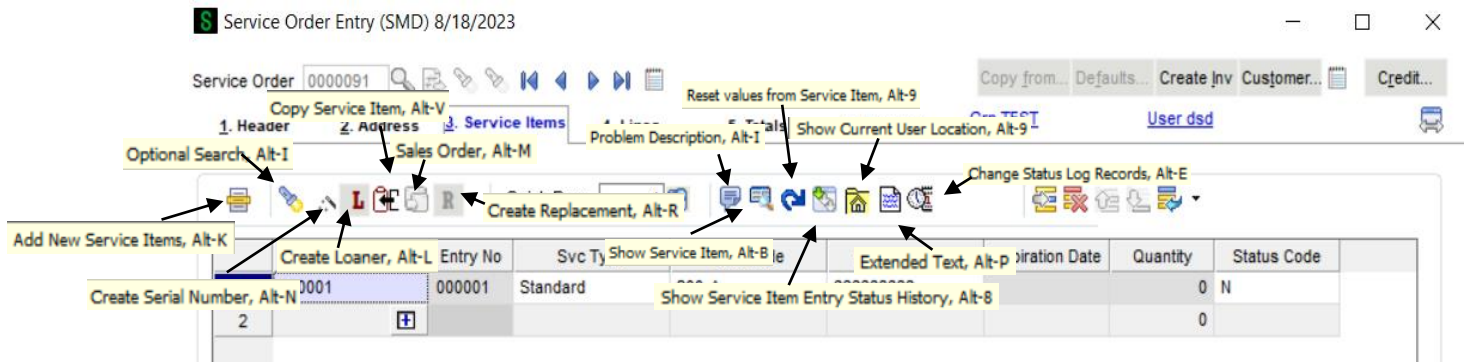 Service Order Entry (SMD) 8/18/2023
Service Order 0000091 Copy from... Defaults... Create Inv Customer... Credit...
Reset values from Service Item, Alt-9
Copy Service Item, Alt-V
1. Header 2. Address 3. Service Items 5. Totals TEST User dsd
Problem Description, Alt-I Show Current User Location, Alt-9
Optional Search, Alt-I Sales Order, Alt-M
Change Status Log Records, Alt-E
L R
Create Replacement, Alt-R
Add New Service Items, Alt-K
Create Loaner, Alt-L Entry No Svc Show Service Item, Alt-B Extended Text, Alt-P Date Quantity Status Code
Create Serial Number, Alt-N 0001 000001 Standard Show Service Item Entry Status History, Alt-8 0 N
2 0